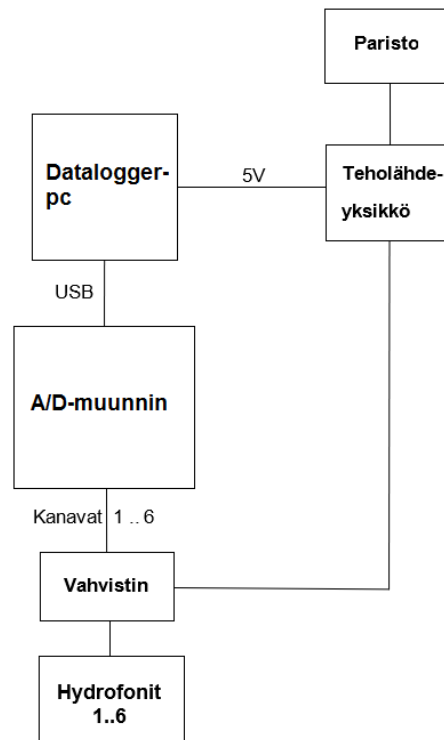 Paristo
Datalogger-
pc
5V
Teholähde-
yksikkö
USB
A/D-muunnin
Kanavat 1 .. 6
Vahvistin
Hydrofonit
1..6